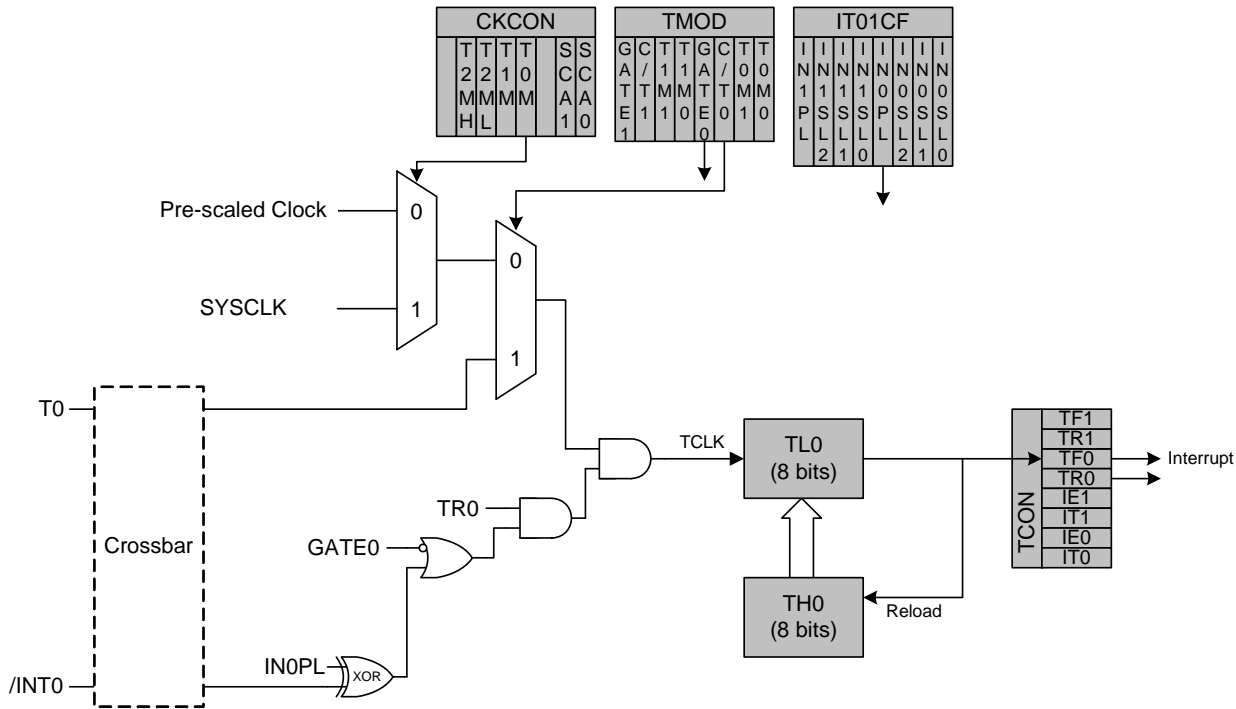 CKCON
TMOD
IT01CF
T2MH
T2ML
T1M
T0M
SCA1
SCA0
GATE1
C/T1
T1M1
T1M0
GATE0
C/T0
T0M1
T0M0
IN1PL
IN1SL2
IN1SL1
IN1SL0
IN0PL
IN0SL2
IN0SL1
IN0SL0
Pre-scaled Clock
0
0
SYSCLK
1
1
T0
TCLK
TL0
(8 bits)
TCON
TF1
TR1
TF0
TR0
IE1
IT1
IE0
IT0
Interrupt
TR0
Crossbar
GATE0
TH0
(8 bits)
Reload
IN0PL
XOR
/INT0